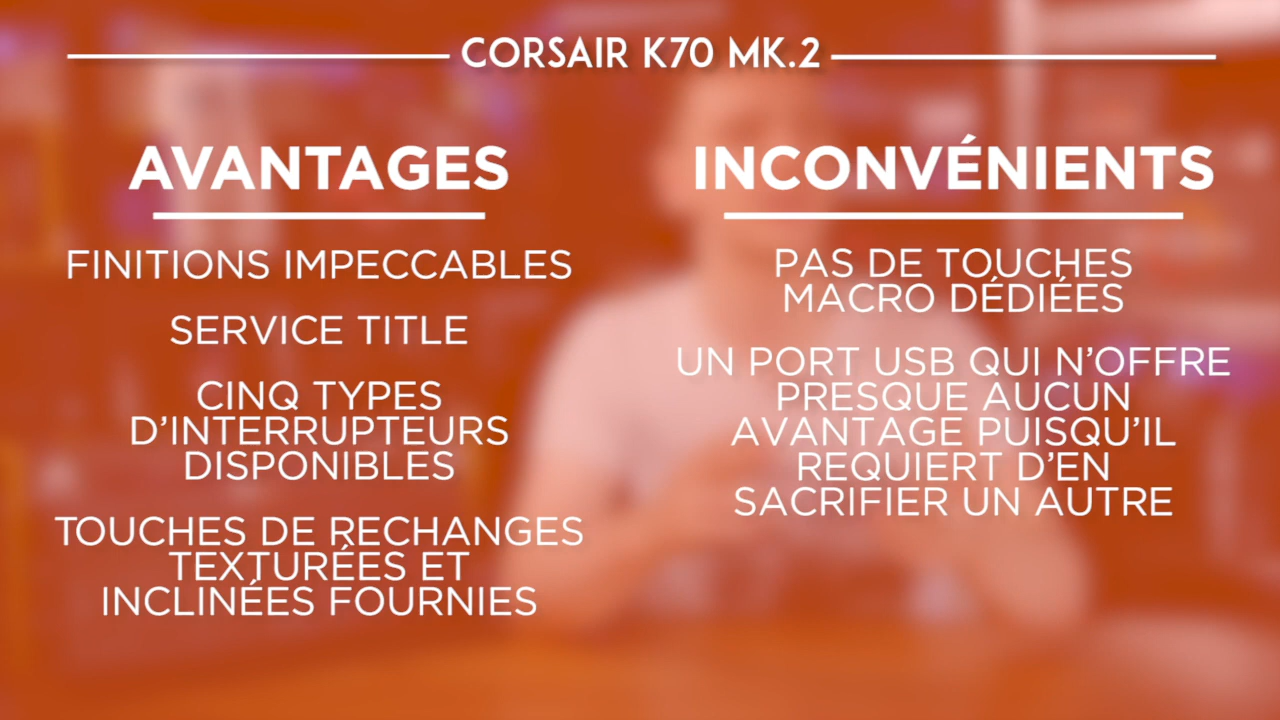 CORSAIR K70 MK.2
AVANTAGES
FINITIONS IMPECCABLES
SERVICE TITLE
CINQ TYPES
D'INTERRUPTEURS
DISPONIBLES
TOUCHES DE RECHANGES
TEXTURÉES ET
INCLINÉES FOURNIES
INCONVÉNIENTS
PAS DE TOUCHES
MACRO DÉDIÉES
UN PORT USB QUI N'OFFRE
PRESQUE AUCUN
AVANTAGE PUISQU'IL
REQUIERT D'EN
SACRIFIER UN AUTRE